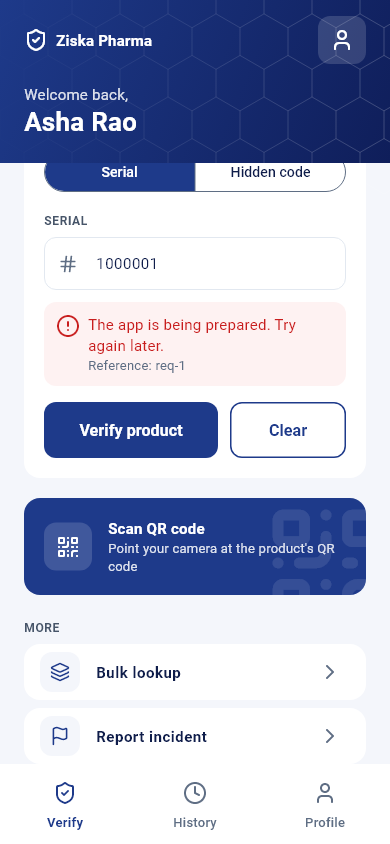 Ziska Pharma
Welcome back,
Asha Rao
Serial
Hidden code
SERIAL
1000001
The app is being prepared. Try
again later.
Reference: req-1
Verify product
Clear
Scan QR code
Point your camera at the product's QR
code
MORE
Bulk lookup
Report incident
Verify
History
Profile